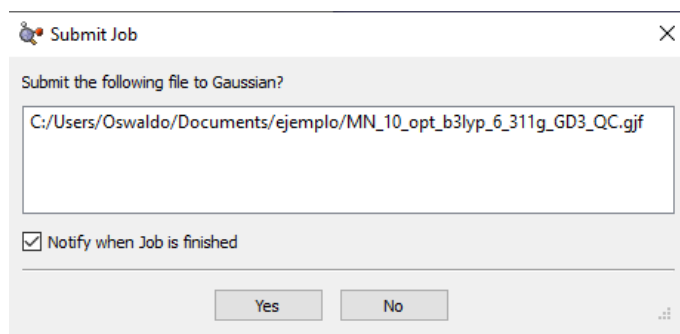 Submit Job
Submit the following file to Gaussian?
C:/Users/Oswaldo/Documents/ejemplo/MN_10_opt_b3lyp_6_311g_GD3_QC.gjf
Notify when Job is finished
Yes No